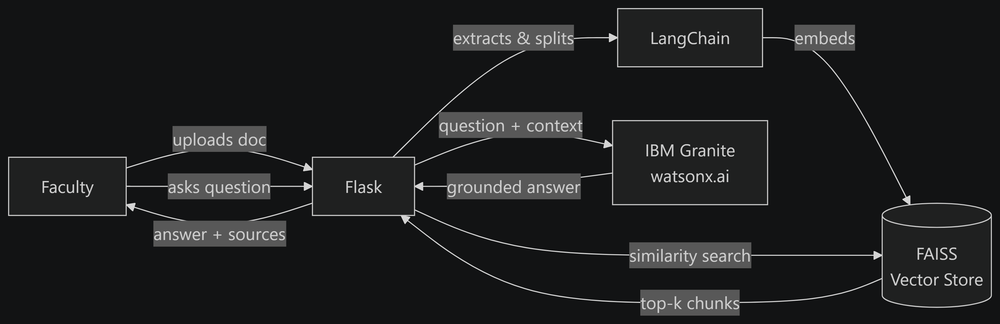 extracts & splits
LangChain
embeds
question + context
uploads doc
IBM Granite
watsonx.ai
Faculty
asks question
Flask
grounded answer
answer + sources
similarity search
FAISS
Vector Store
top-k chunks